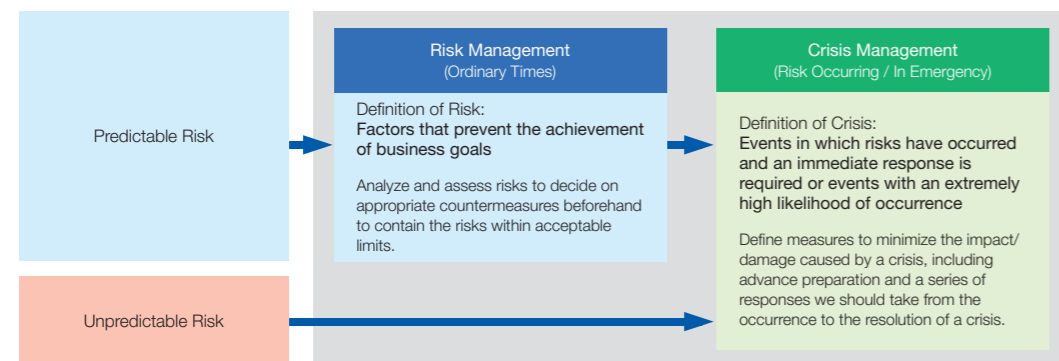 Predictable Risk
Risk Management
(Ordinary Times)
Definition of Risk:
Factors that prevent the achievement
of business goals
Analyze and assess risks to decide on
appropriate countermeasures beforehand
to contain the risks within acceptable
limits.
Crisis Management
(Risk Occurring / In Emergency)
Definition of Crisis:
Events in which risks have occurred
and an immediate response is
required or events with an extremely
high likelihood of occurrence
Define measures to minimize the impact/
damage caused by a crisis, including
advance preparation and a series of
responses we should take from the
occurrence to the resolution of a crisis.
Unpredictable Risk